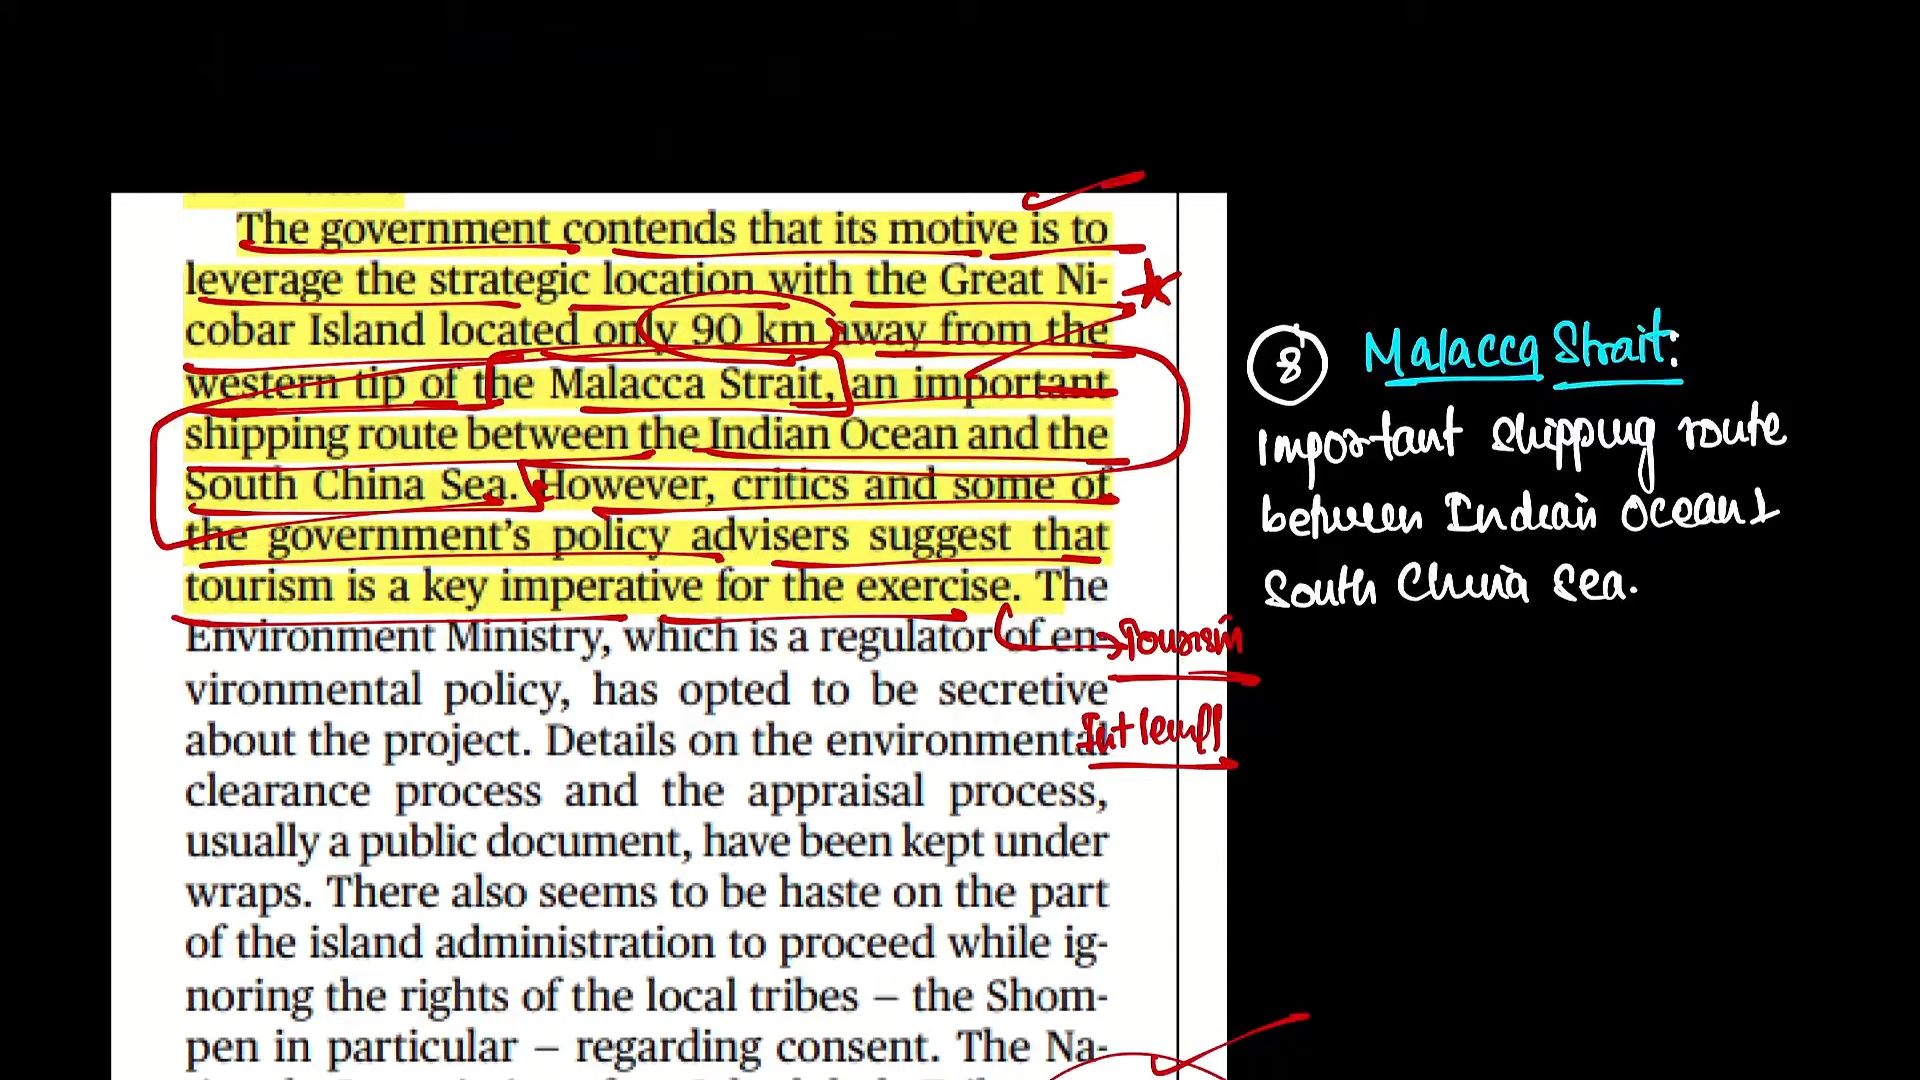 The government contends that its motive is to
leverage the strategic location with the Great Ni-
cobar Island located only 90 km away from the
western tip of the Malacca Strait, an important
shipping route between the Indian Ocean and the
South China Sea. However, critics and some of
the government's policy advisers suggest that
tourism is a key imperative for the exercise. The
Environment Ministry, which is a regulator of en-
vironmental policy, has opted to be secretive
about the project. Details on the environmental
clearance process and the appraisal process,
usually a public document, have been kept under
wraps. There also seems to be haste on the part
of the island administration to proceed while ig-
noring the rights of the local tribes – the Shom-
pen in particular – regarding consent. The Na-
Tourism
8 Malacca Strait:
Important shipping route
between Indian Ocean &
South China Sea.